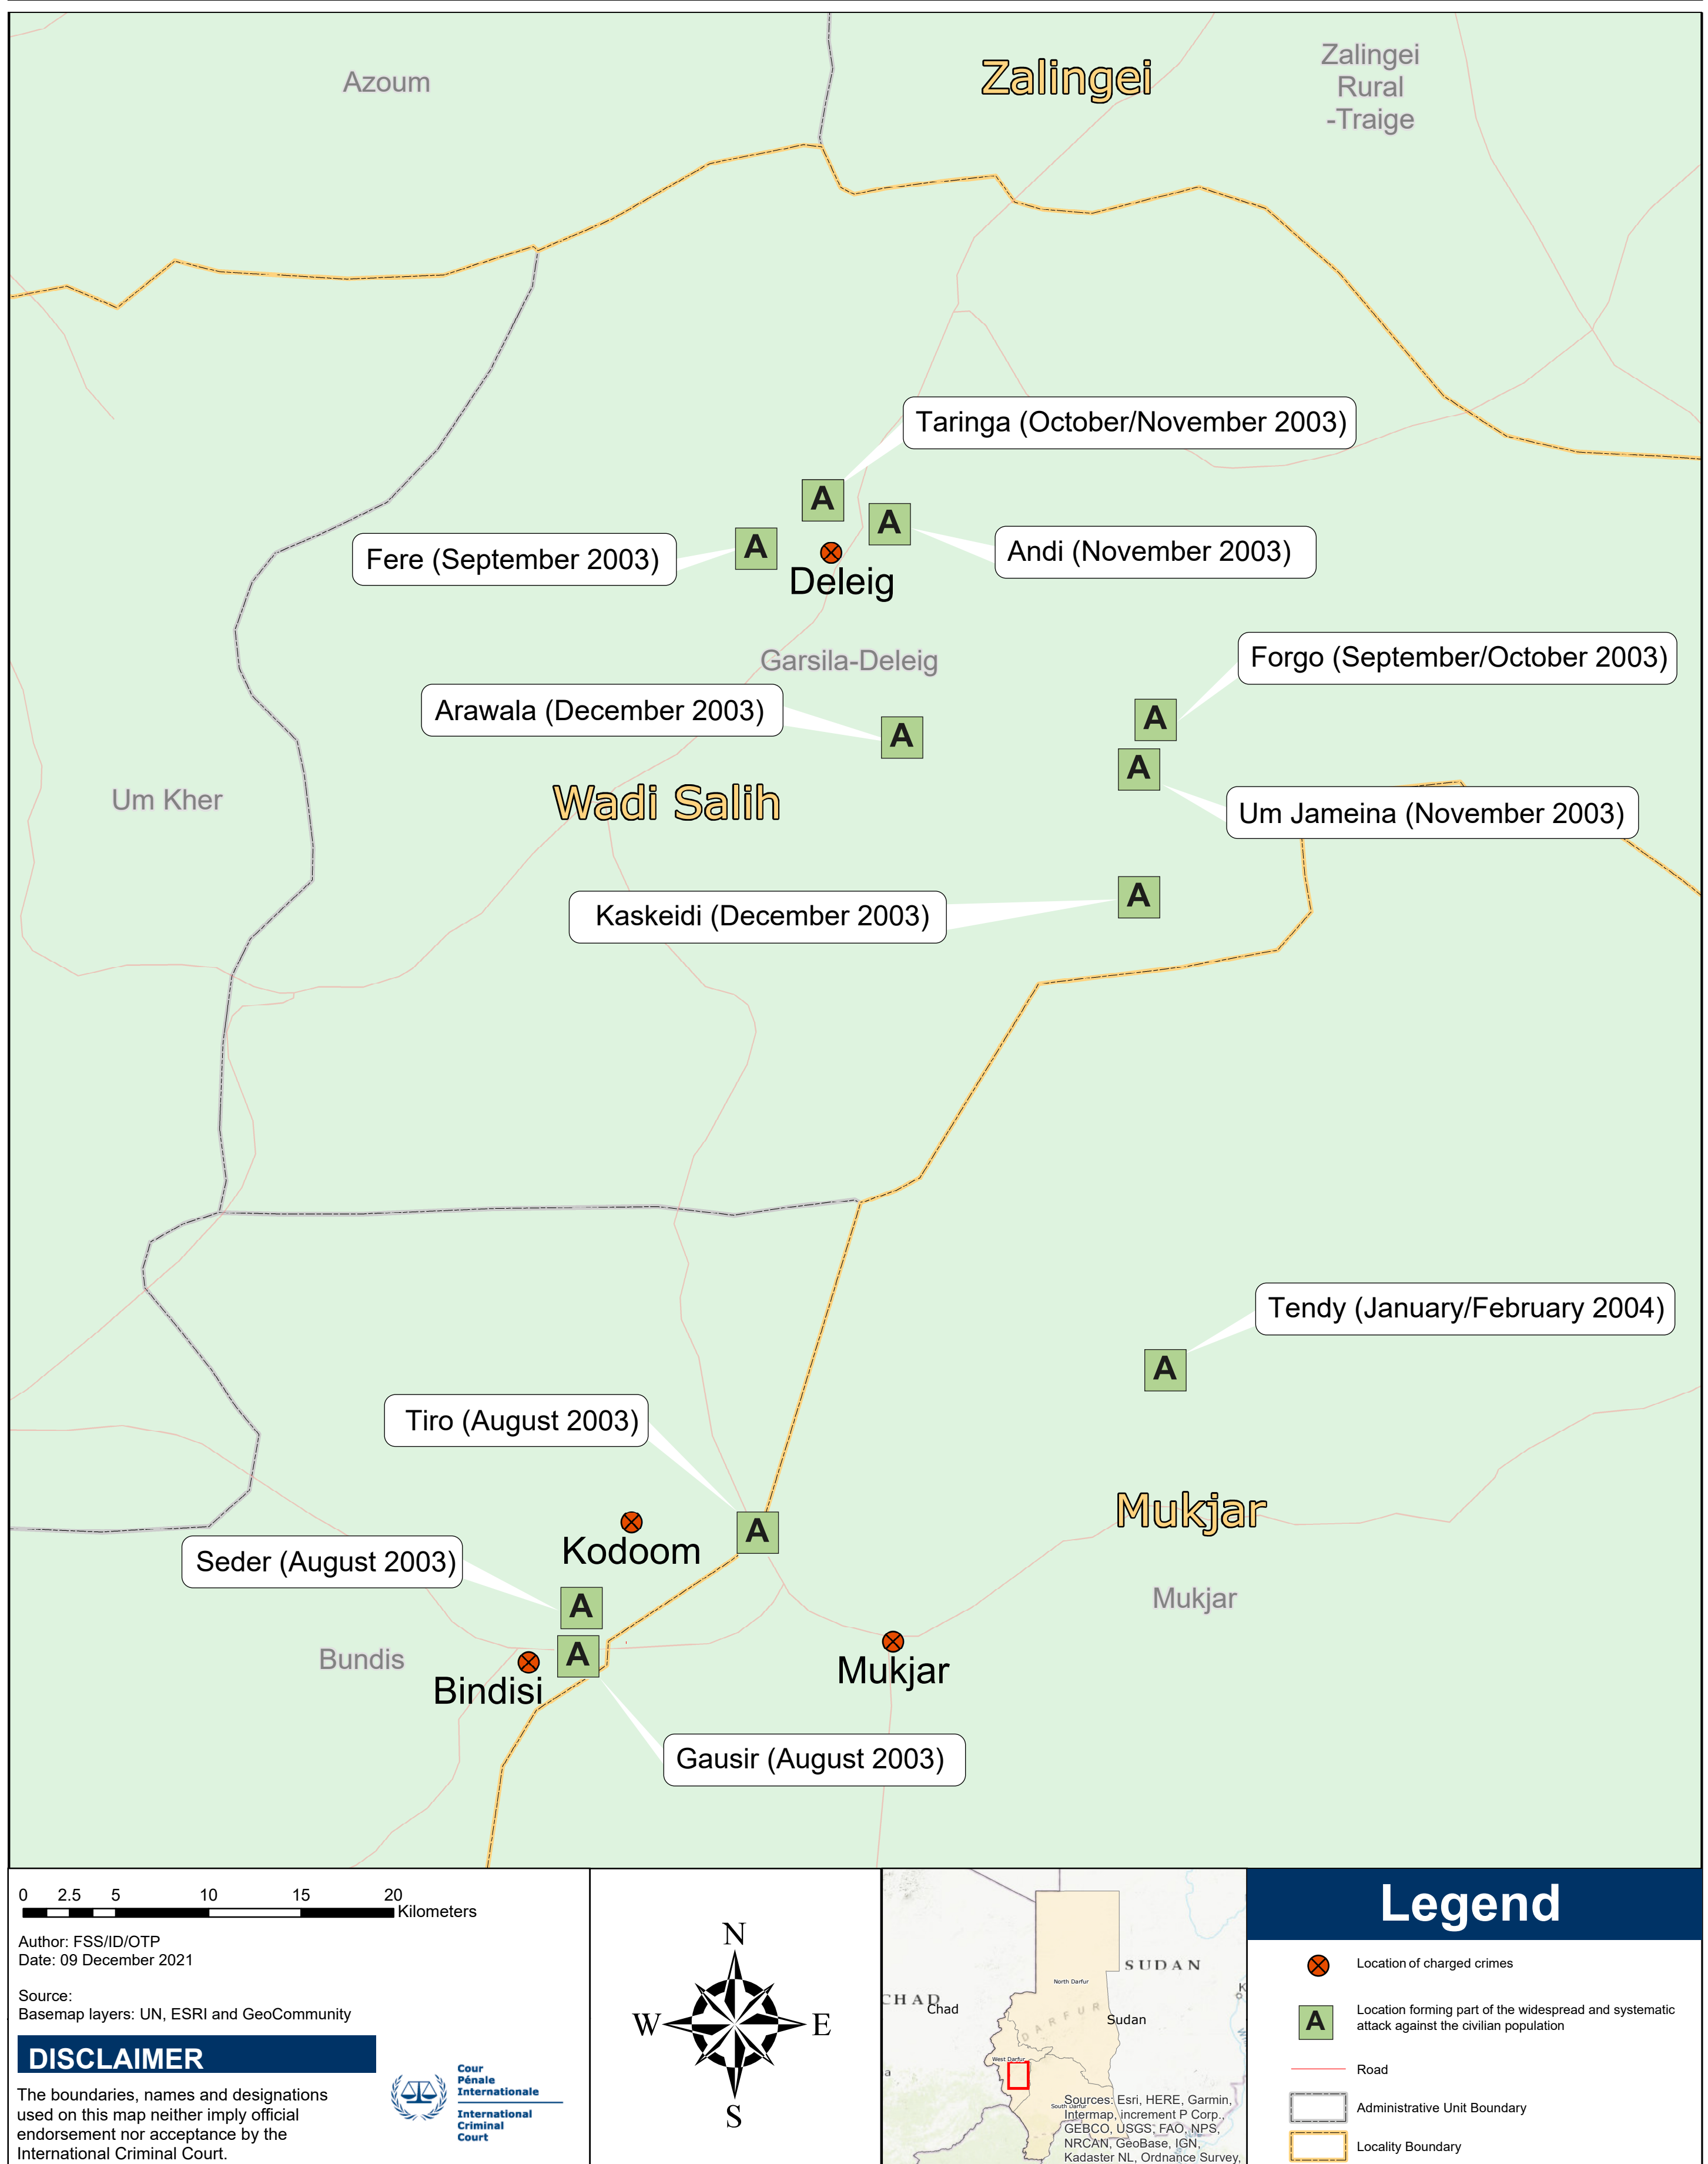 Azoum
Zalingei
Zalingei
Rural
-Traige
Taringa (October/November 2003)
A
A
A
Fere (September 2003)
Andi (November 2003)
Deleig
Garsila-Deleig
Forgo (September/October 2003)
Arawala (December 2003)
A
A
A
Um Kher
Wadi Salih
Um Jameina (November 2003)
A
Kaskeidi (December 2003)
Tendy (January/February 2004)
A
Tiro (August 2003)
Mukjar
A
Kodoom
Seder (August 2003)
A
Mukjar
A
Bundis
Bindisi
Mukjar
Gausir (August 2003)
0 2.5 5 10 15 20
Kilometers
Author: FSS/ID/OTP
Date: 09 December 2021
Source:
Basemap layers: UN, ESRI and GeoCommunity
DISCLAIMER
The boundaries, names and designations
used on this map neither imply official
endorsement nor acceptance by the
International Criminal Court.
Cour
Pénale
Internationale
International
Criminal
Court
N
W E
S
SUDAN
North Darfur
CHAD
Chad
DARFUR
Sudan
West Darfur
South Darfur
Sources: Esri, HERE, Garmin,
Intermap, increment P Corp.,
GEBCO, USGS, FAO, NPS,
NRCAN, GeoBase, IGN,
Kadaster NL, Ordnance Survey,
Legend
Location of charged crimes
A
Location forming part of the widespread and systematic
attack against the civilian population
Road
Administrative Unit Boundary
Locality Boundary